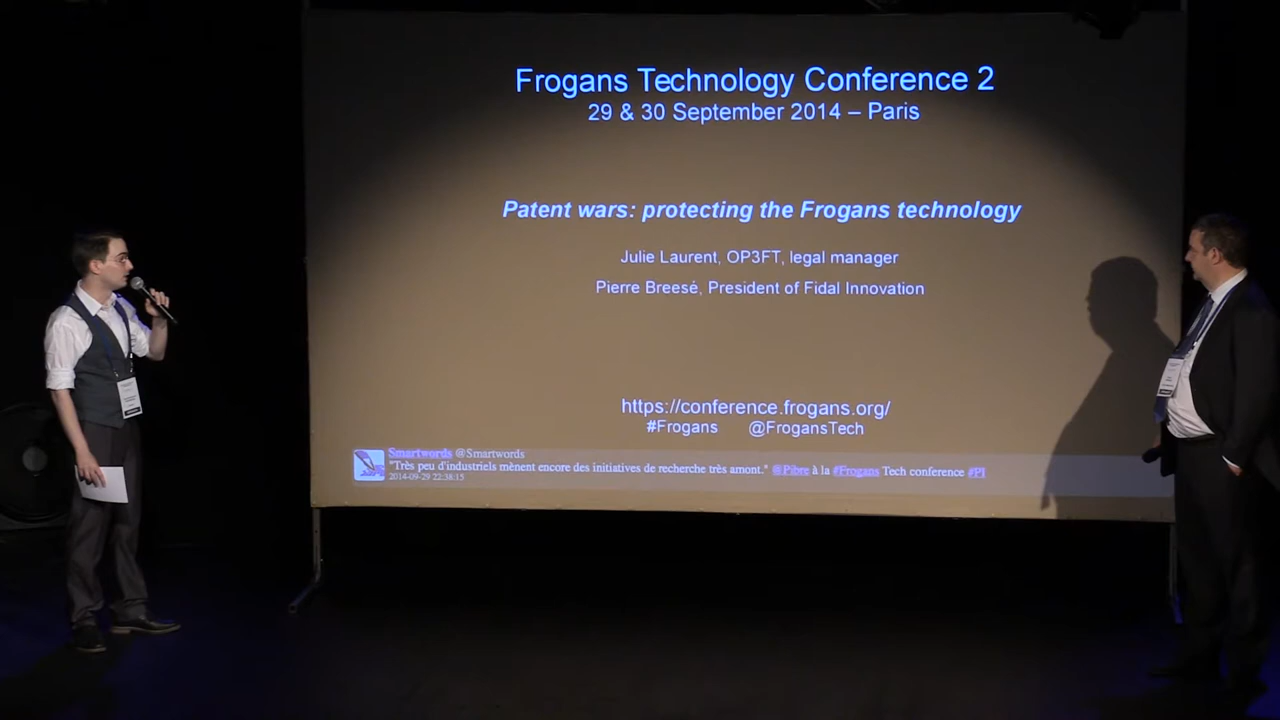 Frogans Technology Conference 2
29 & 30 September 2014 – Paris
Patent wars: protecting the Frogans technology
Julie Laurent, OP3FT, legal manager
Pierre Breesé, President of Fidal Innovation
https://conference.frogans.org/
#Frogans @FrogansTech
Smartwords @Smartwords
"Très peu d'industriels mènent encore des initiatives de recherche très amont." @Pibre à la #Frogans Tech conference #PI
2014-09-29 22:38:15